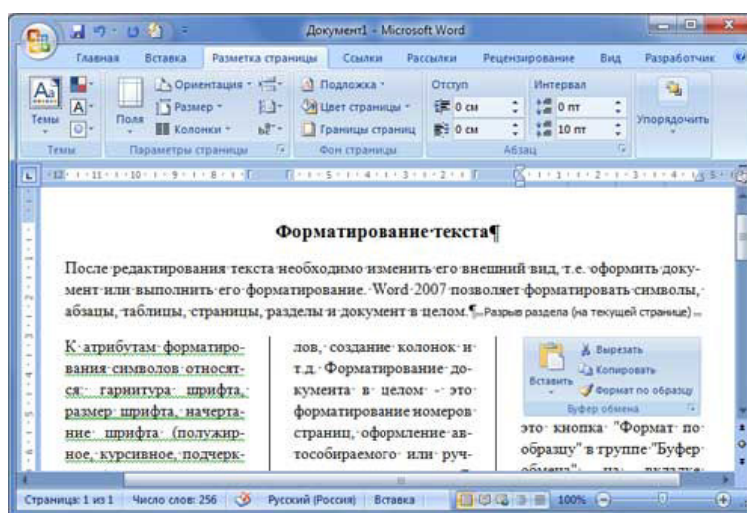 Документ1 - Microsoft Word
Главная Вставка Разметка страницы Ссылки Рассылки Рецензирование Вид Разработчик
Темы
Поля
Ориентация
Размер
Колонки
Подложка
Цвет страницы
Границы страниц
Отступ
0 см
0 см
Интервал
0 пт
10 пт
Упорядочить
Темы Параметры страницы Фон страницы Абзац
Форматирование·текста¶
После·редактирования·текста·необходимо·изменить·его·внешний·вид,·т.е.·оформить·доку-
мент·или·выполнить·его·форматирование.·Word·2007·позволяет·форматировать·символы,·
абзацы,·таблицы,·страницы,·разделы·и·документ·в·целом.¶ Разрыв раздела (на текущей странице)
К·атрибутам·форматиро-
вания·символов·относят-
ся:·гарнитура·шрифта,·
размер·шрифта,·начерта-
ние·шрифта·(полужир-
ное,·курсивное,·подчерк-
лов,·создание·колонок·и·
т.д.·Форматирование·до-
кумента·в·целом·-·это·
форматирование·номеров·
страниц,·оформление·ав-
тособираемого·или·руч-
Вставить
Вырезать
Копировать
Формат по образцу
Буфер обмена
это·кнопка·"Формат·по·
образцу"·в·группе·"Буфер·
обмена"·на·вкладке·
Страница: 1 из 1 Число слов: 256 Русский (Россия) Вставка 100%